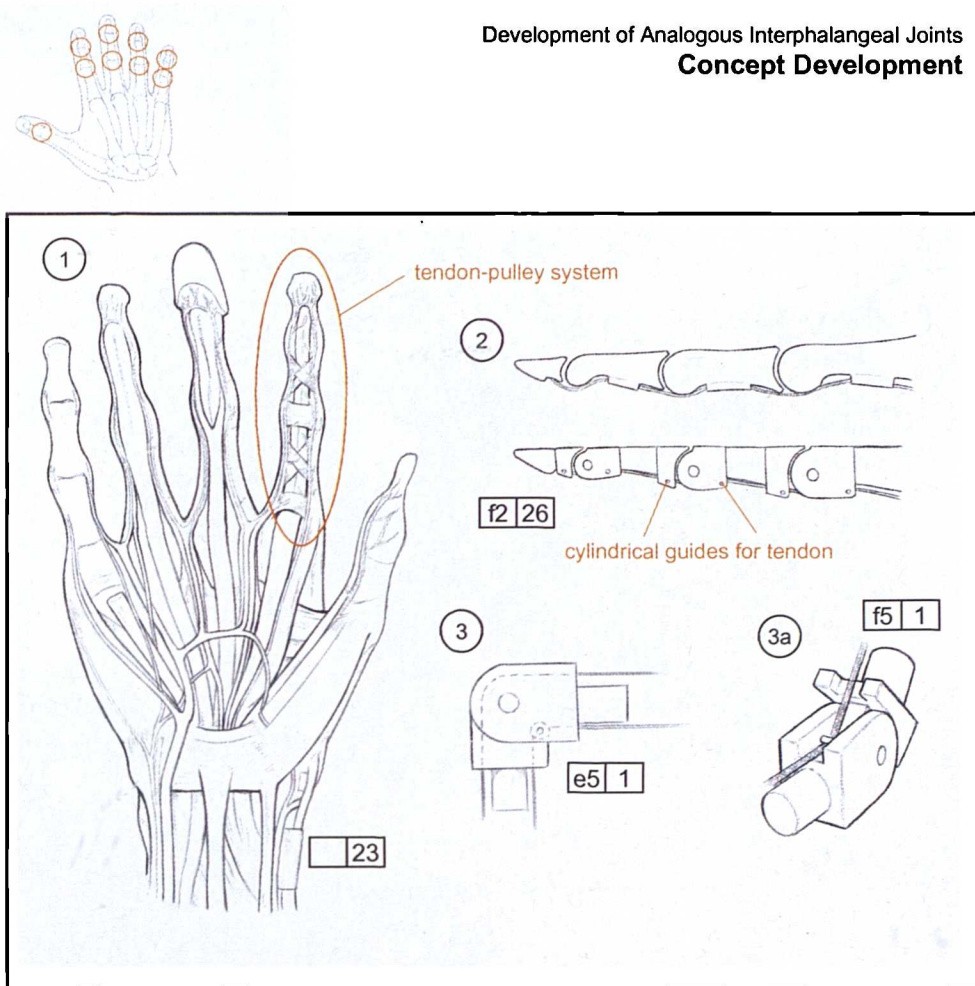 Development of Analogous Interphalangeal Joints
Concept Development
1
tendon-pulley system
2
f2 26
cylindrical guides for tendon
3
3a
f5 1
e5 1
23